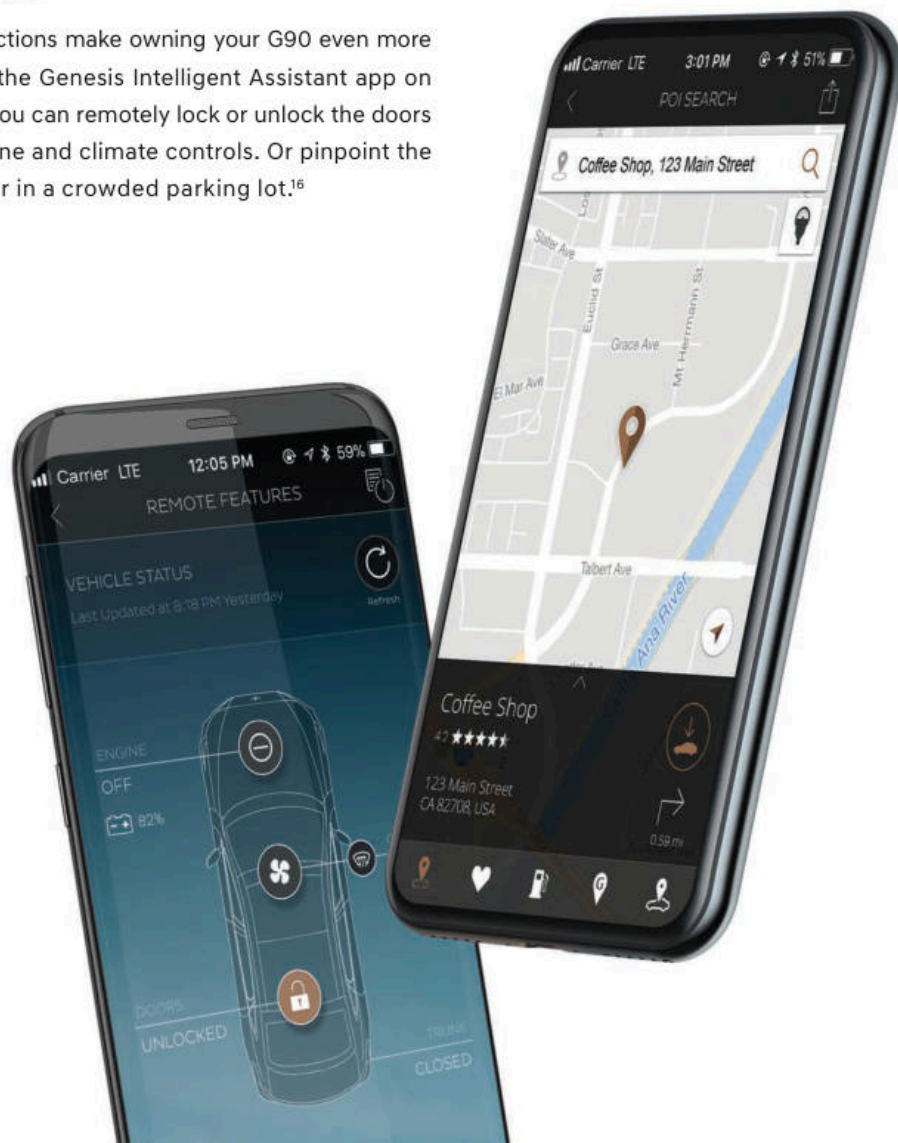 ctions make owning your G90 even more
the Genesis Intelligent Assistant app on
ou can remotely lock or unlock the doors
ne and climate controls. Or pinpoint the
r in a crowded parking lot.16
Carrier LTE 3:01 PM 51%
POI SEARCH
Coffee Shop, 123 Main Street
Slater Ave
Euclid St
Mt Herrmann St
Grace Ave
El Mar Ave
Talbert Ave
Ana River
Coffee Shop
4.2
123 Main Street
CA 82708, USA
0.59 mi
G
Carrier LTE 12:05 PM 59%
REMOTE FEATURES
VEHICLE STATUS
Last Updated at 8:18 PM Yesterday
Refresh
ENGINE
OFF
82%
DOORS
UNLOCKED
TRUNK
CLOSED